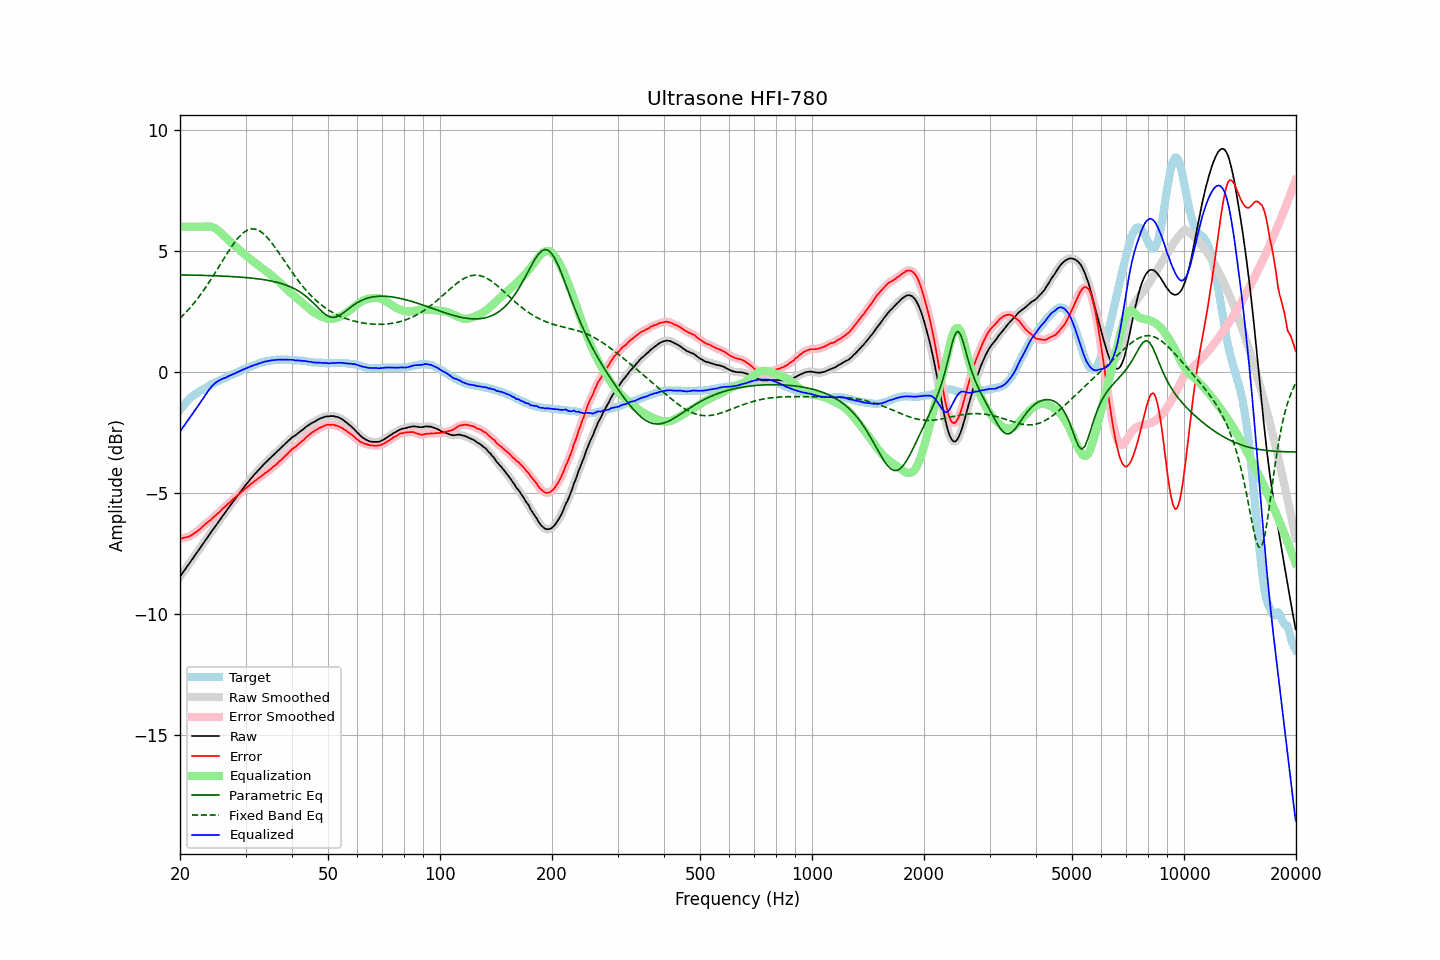 Ultrasone HFI-780
Amplitude (dBr)
10
5
0
−5
−10
−15
Target
Raw Smoothed
Error Smoothed
Raw
Error
Equalization
Parametric Eq
Fixed Band Eq
Equalized
20 50 100 200 500 1000 2000 5000 10000 20000
Frequency (Hz)